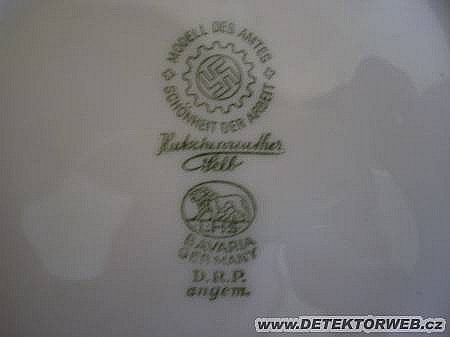 MODELL DES AMTES
SCHÖNHEIT DER ARBEIT
Hutschenreuther
Selb
LHS
BAVARIA
GERMANY
D.R.P.
angem.
WWW.DETEKTORWEB.CZ